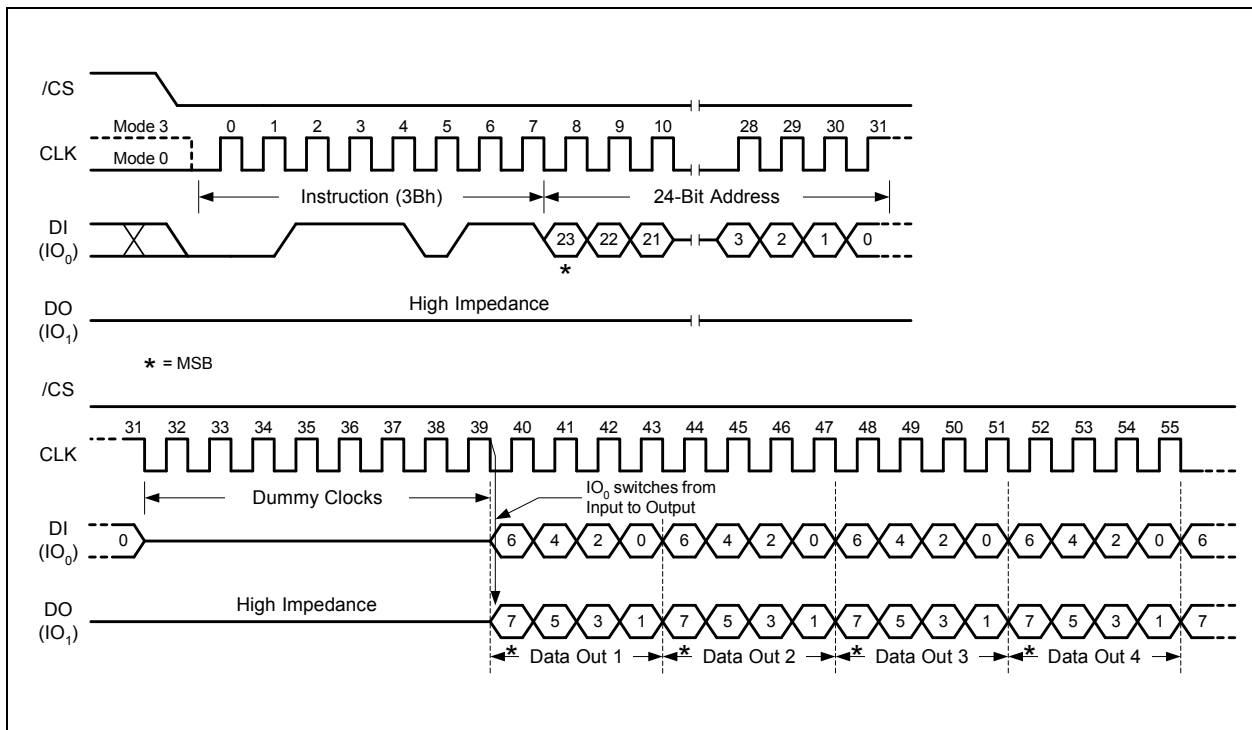 /CS
Mode 3 0 1 2 3 4 5 6 7 8 9 10 28 29 30 31
CLK
Mode 0
Instruction (3Bh) 24-Bit Address
DI
(IO0)
23 22 21 3 2 1 0
*
High Impedance
DO
(IO1)
* = MSB
/CS
31 32 33 34 35 36 37 38 39 40 41 42 43 44 45 46 47 48 49 50 51 52 53 54 55
CLK
Dummy Clocks
IO0 switches from
Input to Output
DI
(IO0)
0 6 4 2 0 6 4 2 0 6 4 2 0 6 4 2 0 6
DO
(IO1)
High Impedance
7 5 3 1 7 5 3 1 7 5 3 1 7 5 3 1 7
* Data Out 1 * Data Out 2 * Data Out 3 * Data Out 4